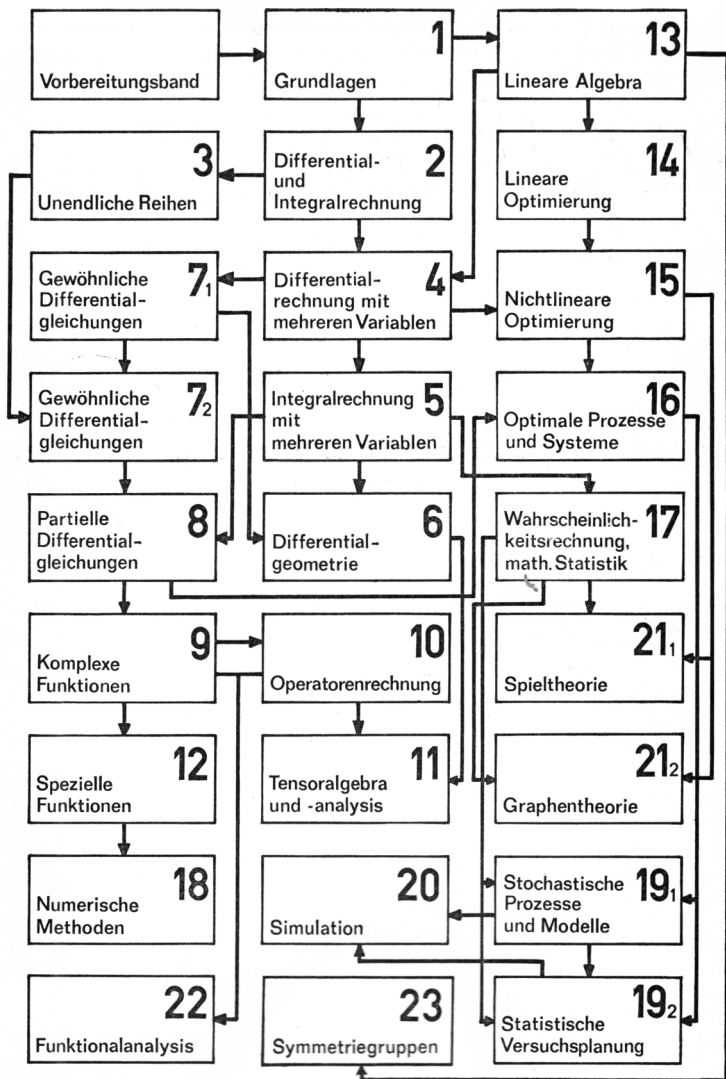 Vorbereitungsband
1
Grundlagen
13
Lineare Algebra
3
Unendliche Reihen
2
Differential-
und
Integralrechnung
14
Lineare
Optimierung
7₁
Gewöhnliche
Differential-
gleichungen
4
Differential-
rechnung mit
mehreren Variablen
15
Nichtlineare
Optimierung
7₂
Gewöhnliche
Differential-
gleichungen
5
Integralrechnung
mit
mehreren Variablen
16
Optimale Prozesse
und Systeme
8
Partielle
Differential-
gleichungen
6
Differential-
geometrie
17
Wahrscheinlich-
keitsrechnung,
math. Statistik
9
Komplexe
Funktionen
10
Operatorenrechnung
21₁
Spieltheorie
12
Spezielle
Funktionen
11
Tensoralgebra
und -analysis
21₂
Graphentheorie
18
Numerische
Methoden
20
Simulation
19₁
Stochastische
Prozesse
und Modelle
22
Funktionalanalysis
23
Symmetriegruppen
19₂
Statistische
Versuchsplanung